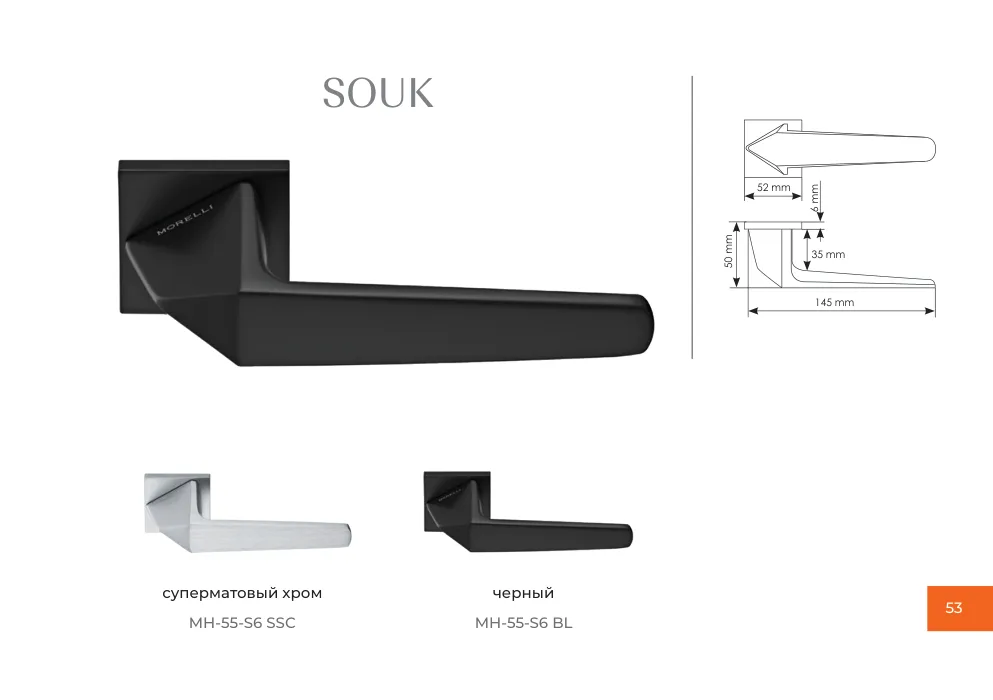 SOUK
MORELLI
52 mm
6 mm
50 mm
35 mm
145 mm
MORELLI
суперматовый хром
черный
MH-55-S6 SSC
MH-55-S6 BL
53